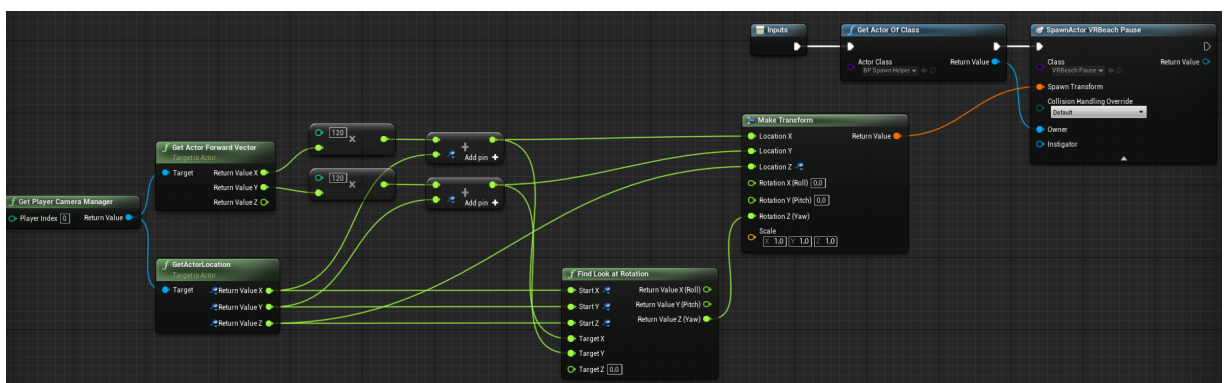 Inputs
Get Actor Of Class
Actor Class
BP Spawn Helper
Return Value
SpawnActor VRBeach Pause
Class
VRBeach Pause
Return Value
Spawn Transform
Collision Handling Override
Default
Owner
Instigator
Get Player Camera Manager
Player Index 0
Return Value
Get Actor Forward Vector
Target is Actor
Target
Return Value X
Return Value Y
Return Value Z
120 ×
120 ×
+
Add pin +
+
Add pin +
GetActorLocation
Target is Actor
Target
Return Value X
Return Value Y
Return Value Z
Find Look at Rotation
Start X
Return Value X (Roll)
Start Y
Return Value Y (Pitch)
Start Z
Return Value Z (Yaw)
Target X
Target Y
Target Z 0,0
Make Transform
Location X
Return Value
Location Y
Location Z
Rotation X (Roll) 0,0
Rotation Y (Pitch) 0,0
Rotation Z (Yaw)
Scale
X 1,0 Y 1,0 Z 1,0